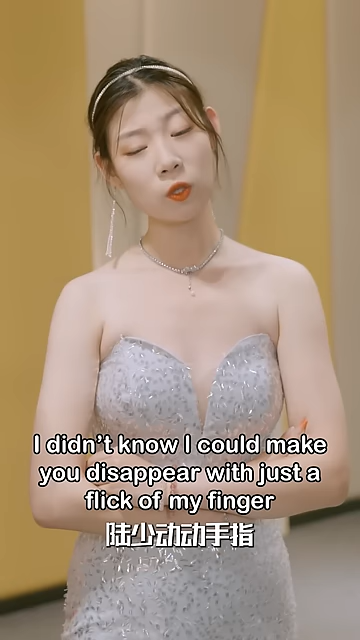 I didn't know I could make
you disappear with just a
flick of my finger
陆少动动手指